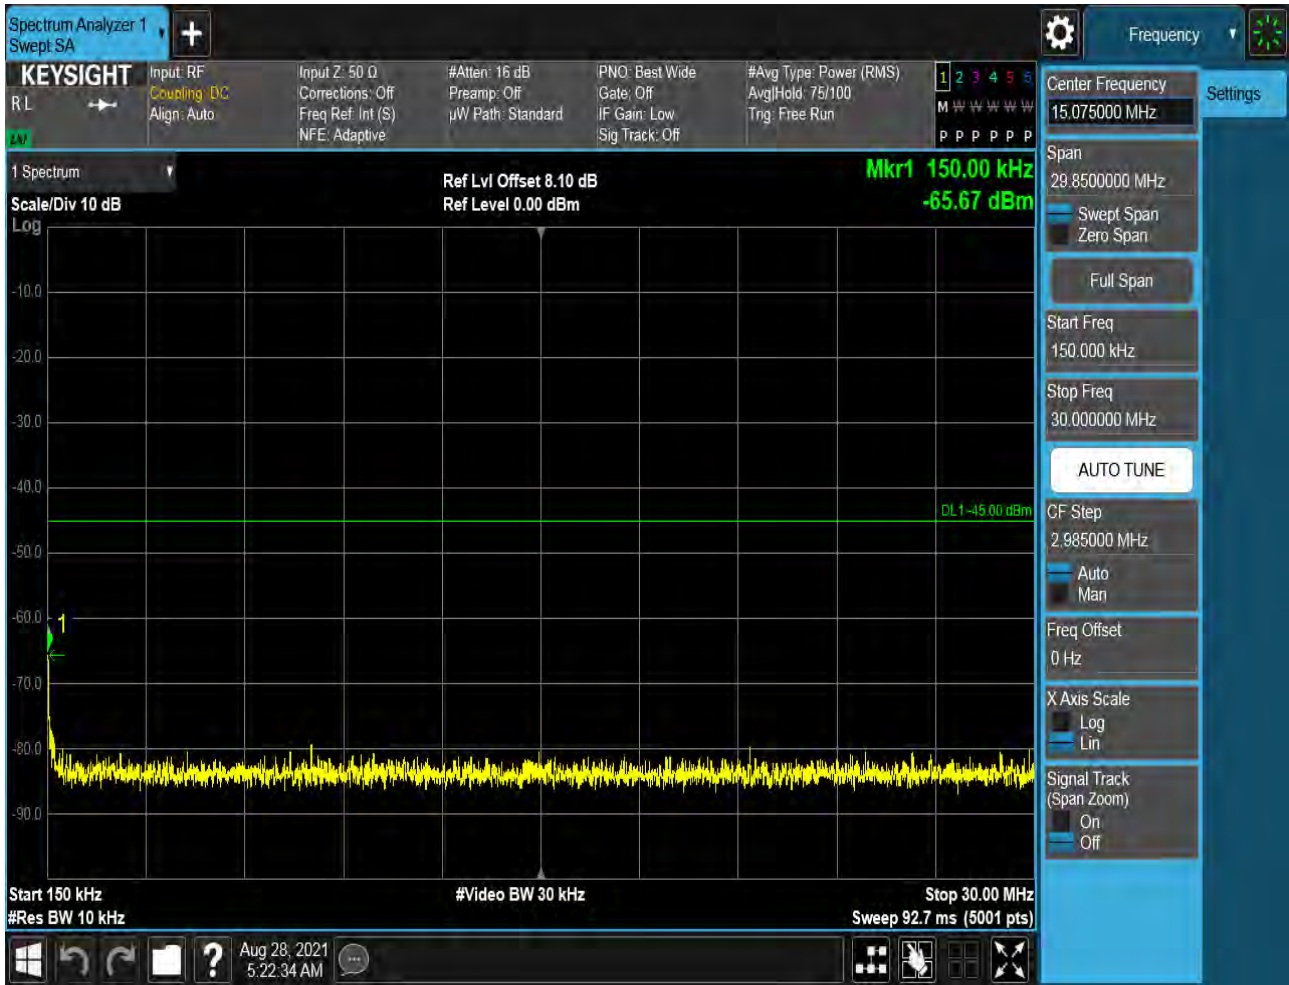 Spectrum Analyzer 1
Swept SA
Frequency
KEYSIGHT
R L
Input: RF
Coupling: DC
Align: Auto
Input Z: 50 Ω
Corrections: Off
Freq Ref: Int (S)
NFE: Adaptive
#Atten: 16 dB
Preamp: Off
µW Path: Standard
PNO: Best Wide
Gate: Off
IF Gain: Low
Sig Track: Off
#Avg Type: Power (RMS)
Avg|Hold: 75/100
Trig: Free Run
1 2 3 4 5 6
M W W W W W
P P P P P P
1 Spectrum
Scale/Div 10 dB
Log
Ref Lvl Offset 8.10 dB
Ref Level 0.00 dBm
Mkr1 150.00 kHz
-65.67 dBm
-10.0
-20.0
-30.0
-40.0
DL1 -45.00 dBm
-50.0
-60.0
1
-70.0
-80.0
-90.0
Start 150 kHz
#Res BW 10 kHz
#Video BW 30 kHz
Stop 30.00 MHz
Sweep 92.7 ms (5001 pts)
Center Frequency
15.075000 MHz
Settings
Span
29.8500000 MHz
Swept Span
Zero Span
Full Span
Start Freq
150.000 kHz
Stop Freq
30.000000 MHz
AUTO TUNE
CF Step
2.985000 MHz
Auto
Man
Freq Offset
0 Hz
X Axis Scale
Log
Lin
Signal Track
(Span Zoom)
On
Off
Aug 28, 2021
5:22:34 AM